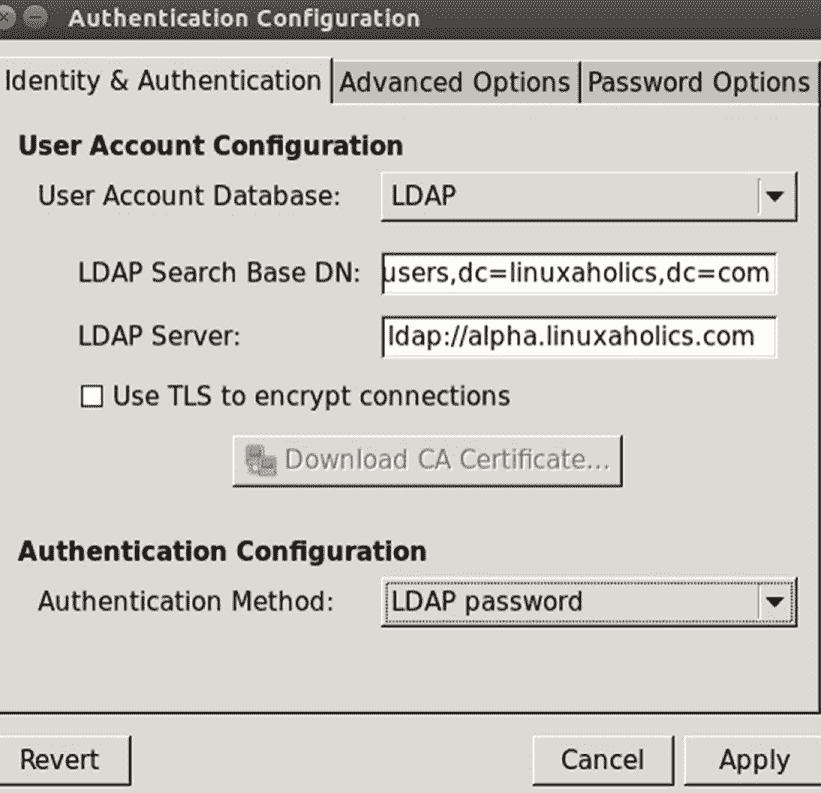 Authentication Configuration
Identity & Authentication Advanced Options Password Options
User Account Configuration
User Account Database: LDAP
LDAP Search Base DN: users,dc=linuxaholics,dc=com
LDAP Server: ldap://alpha.linuxaholics.com
Use TLS to encrypt connections
Download CA Certificate...
Authentication Configuration
Authentication Method: LDAP password
Revert Cancel Apply